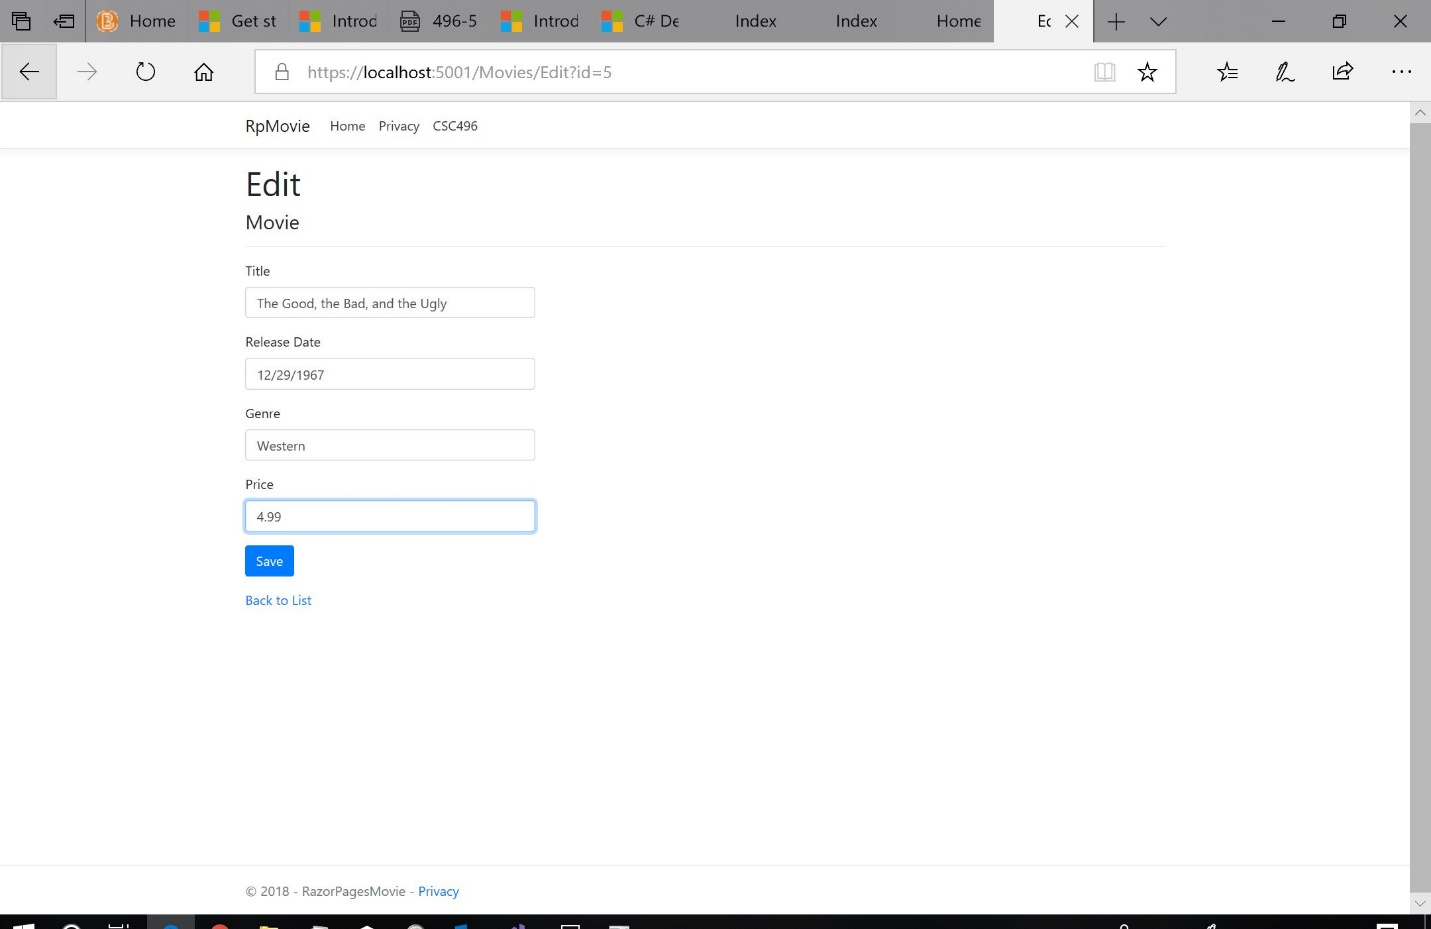 Home Get st Introd 496-5 Introd C# De Index Index Home Ec
https://localhost:5001/Movies/Edit?id=5
RpMovie Home Privacy CSC496
Edit
Movie
Title
The Good, the Bad, and the Ugly
Release Date
12/29/1967
Genre
Western
Price
4.99
Save
Back to List
© 2018 - RazorPagesMovie - Privacy